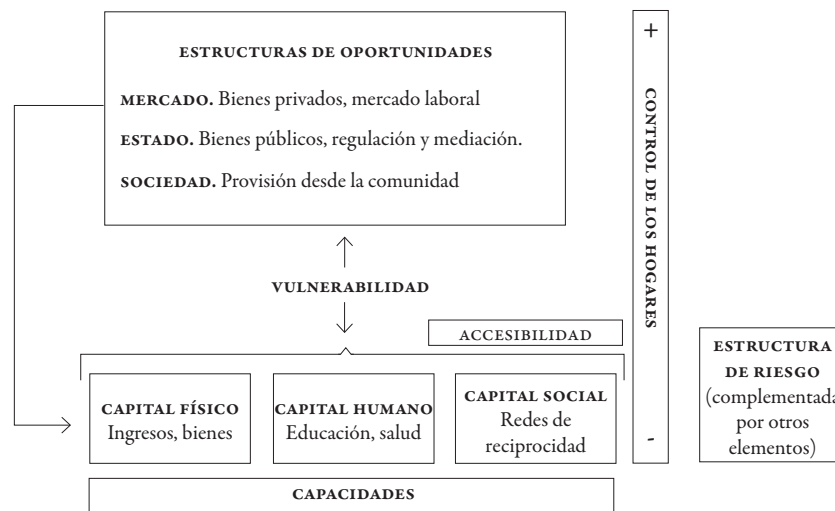 ESTRUCTURAS DE OPORTUNIDADES
MERCADO. Bienes privados, mercado laboral
ESTADO. Bienes públicos, regulación y mediación.
SOCIEDAD. Provisión desde la comunidad
VULNERABILIDAD
ACCESIBILIDAD
CAPITAL FÍSICO
Ingresos, bienes
CAPITAL HUMANO
Educación, salud
CAPITAL SOCIAL
Redes de
reciprocidad
CAPACIDADES
+
CONTROL DE LOS HOGARES
-
ESTRUCTURA
DE RIESGO
(complementada
por otros
elementos)